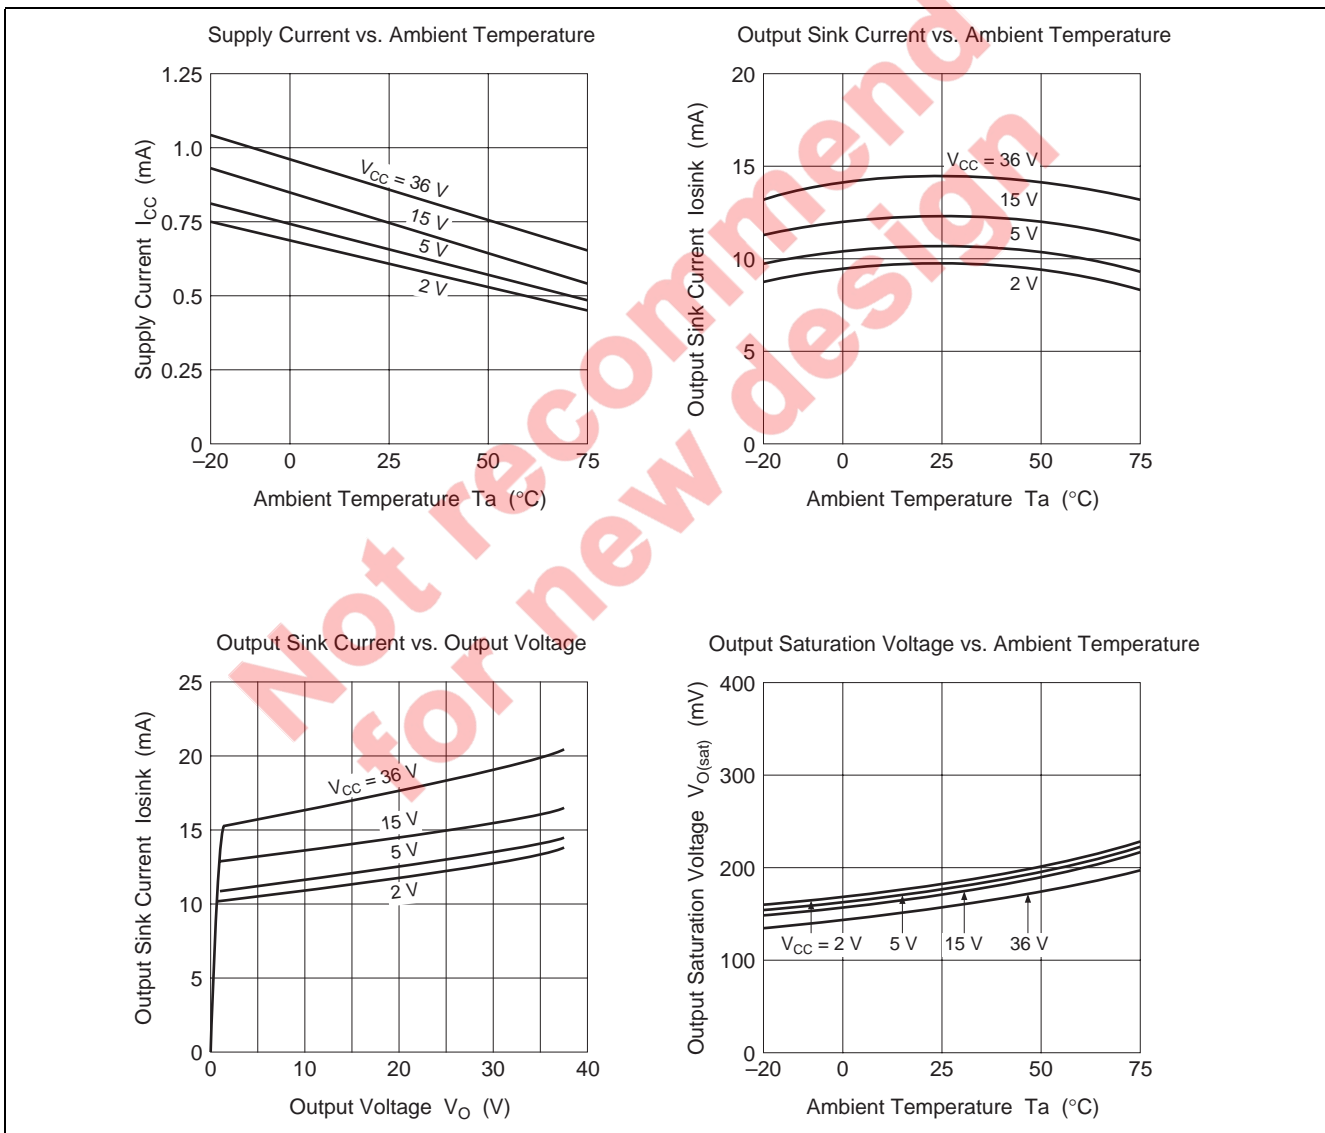 Supply Current vs. Ambient Temperature
Supply Current ICC (mA)
1.25
1.0
0.75
0.5
0.25
0
–20 0 25 50 75
VCC = 36 V
15 V
5 V
2 V
Ambient Temperature Ta (°C)
Output Sink Current vs. Ambient Temperature
Output Sink Current Iosink (mA)
20
15
10
5
0
–20 0 25 50 75
VCC = 36 V
15 V
5 V
2 V
Ambient Temperature Ta (°C)
Output Sink Current vs. Output Voltage
Output Sink Current Iosink (mA)
25
20
15
10
5
0
0 10 20 30 40
VCC = 36 V
15 V
5 V
2 V
Output Voltage VO (V)
Output Saturation Voltage vs. Ambient Temperature
Output Saturation Voltage VO(sat) (mV)
400
300
200
100
0
–20 0 25 50 75
VCC = 2 V 5 V 15 V 36 V
Ambient Temperature Ta (°C)
Not recommend
for new design